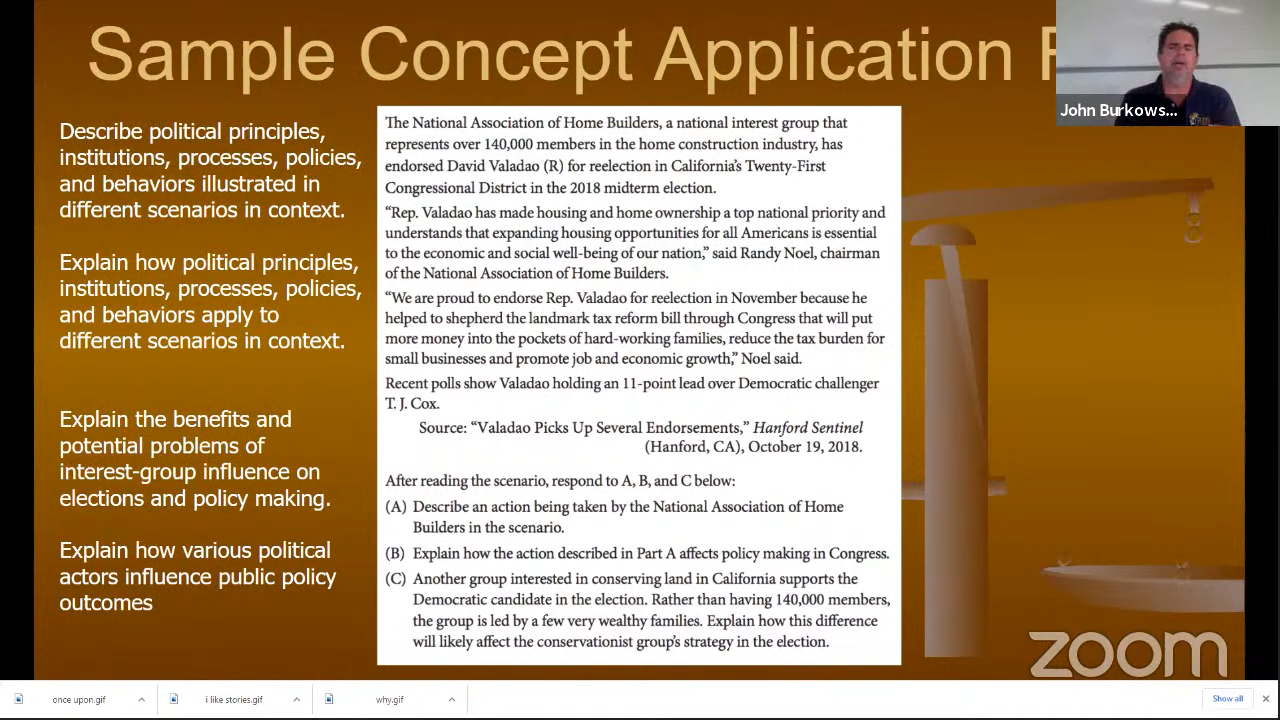 Sample Concept Application F
John Burkows...
Describe political principles,
institutions, processes, policies,
and behaviors illustrated in
different scenarios in context.
Explain how political principles,
institutions, processes, policies,
and behaviors apply to
different scenarios in context.
Explain the benefits and
potential problems of
interest-group influence on
elections and policy making.
Explain how various political
actors influence public policy
outcomes
The National Association of Home Builders, a national interest group that
represents over 140,000 members in the home construction industry, has
endorsed David Valadao (R) for reelection in California's Twenty-First
Congressional District in the 2018 midterm election.
“Rep. Valadao has made housing and home ownership a top national priority and
understands that expanding housing opportunities for all Americans is essential
to the economic and social well-being of our nation,” said Randy Noel, chairman
of the National Association of Home Builders.
“We are proud to endorse Rep. Valadao for reelection in November because he
helped to shepherd the landmark tax reform bill through Congress that will put
more money into the pockets of hard-working families, reduce the tax burden for
small businesses and promote job and economic growth,” Noel said.
Recent polls show Valadao holding an 11-point lead over Democratic challenger
T. J. Cox.
Source: “Valadao Picks Up Several Endorsements,” Hanford Sentinel
(Hanford, CA), October 19, 2018.
After reading the scenario, respond to A, B, and C below:
(A) Describe an action being taken by the National Association of Home
Builders in the scenario.
(B) Explain how the action described in Part A affects policy making in Congress.
(C) Another group interested in conserving land in California supports the
Democratic candidate in the election. Rather than having 140,000 members,
the group is led by a few very wealthy families. Explain how this difference
will likely affect the conservationist group's strategy in the election.
zoom
once upon.gif
i like stories.gif
why.gif
Show all